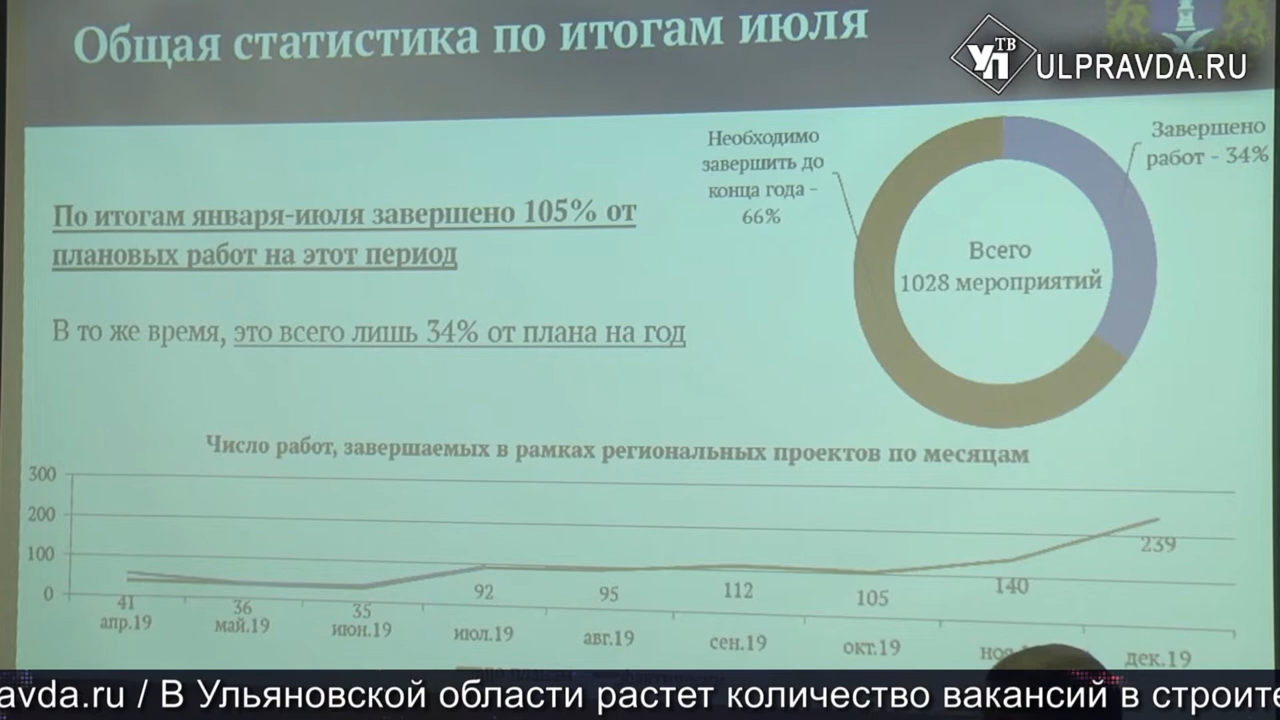 Общая статистика по итогам июля
УП ТВ
ULPRAVDA.RU
Необходимо
завершить до
конца года -
66%
Завершено
работ - 34%
По итогам января-июля завершено 105% от
плановых работ на этот период
Всего
1028 мероприятий
В то же время, это всего лишь 34% от плана на год
Число работ, завершаемых в рамках региональных проектов по месяцам
300
200
100
0
41
36
35
92
95
112
105
140
239
апр.19
май.19
июн.19
июл.19
авг.19
сен.19
окт.19
дек.19
avda.ru / В Ульяновской области растет количество вакансий в строите